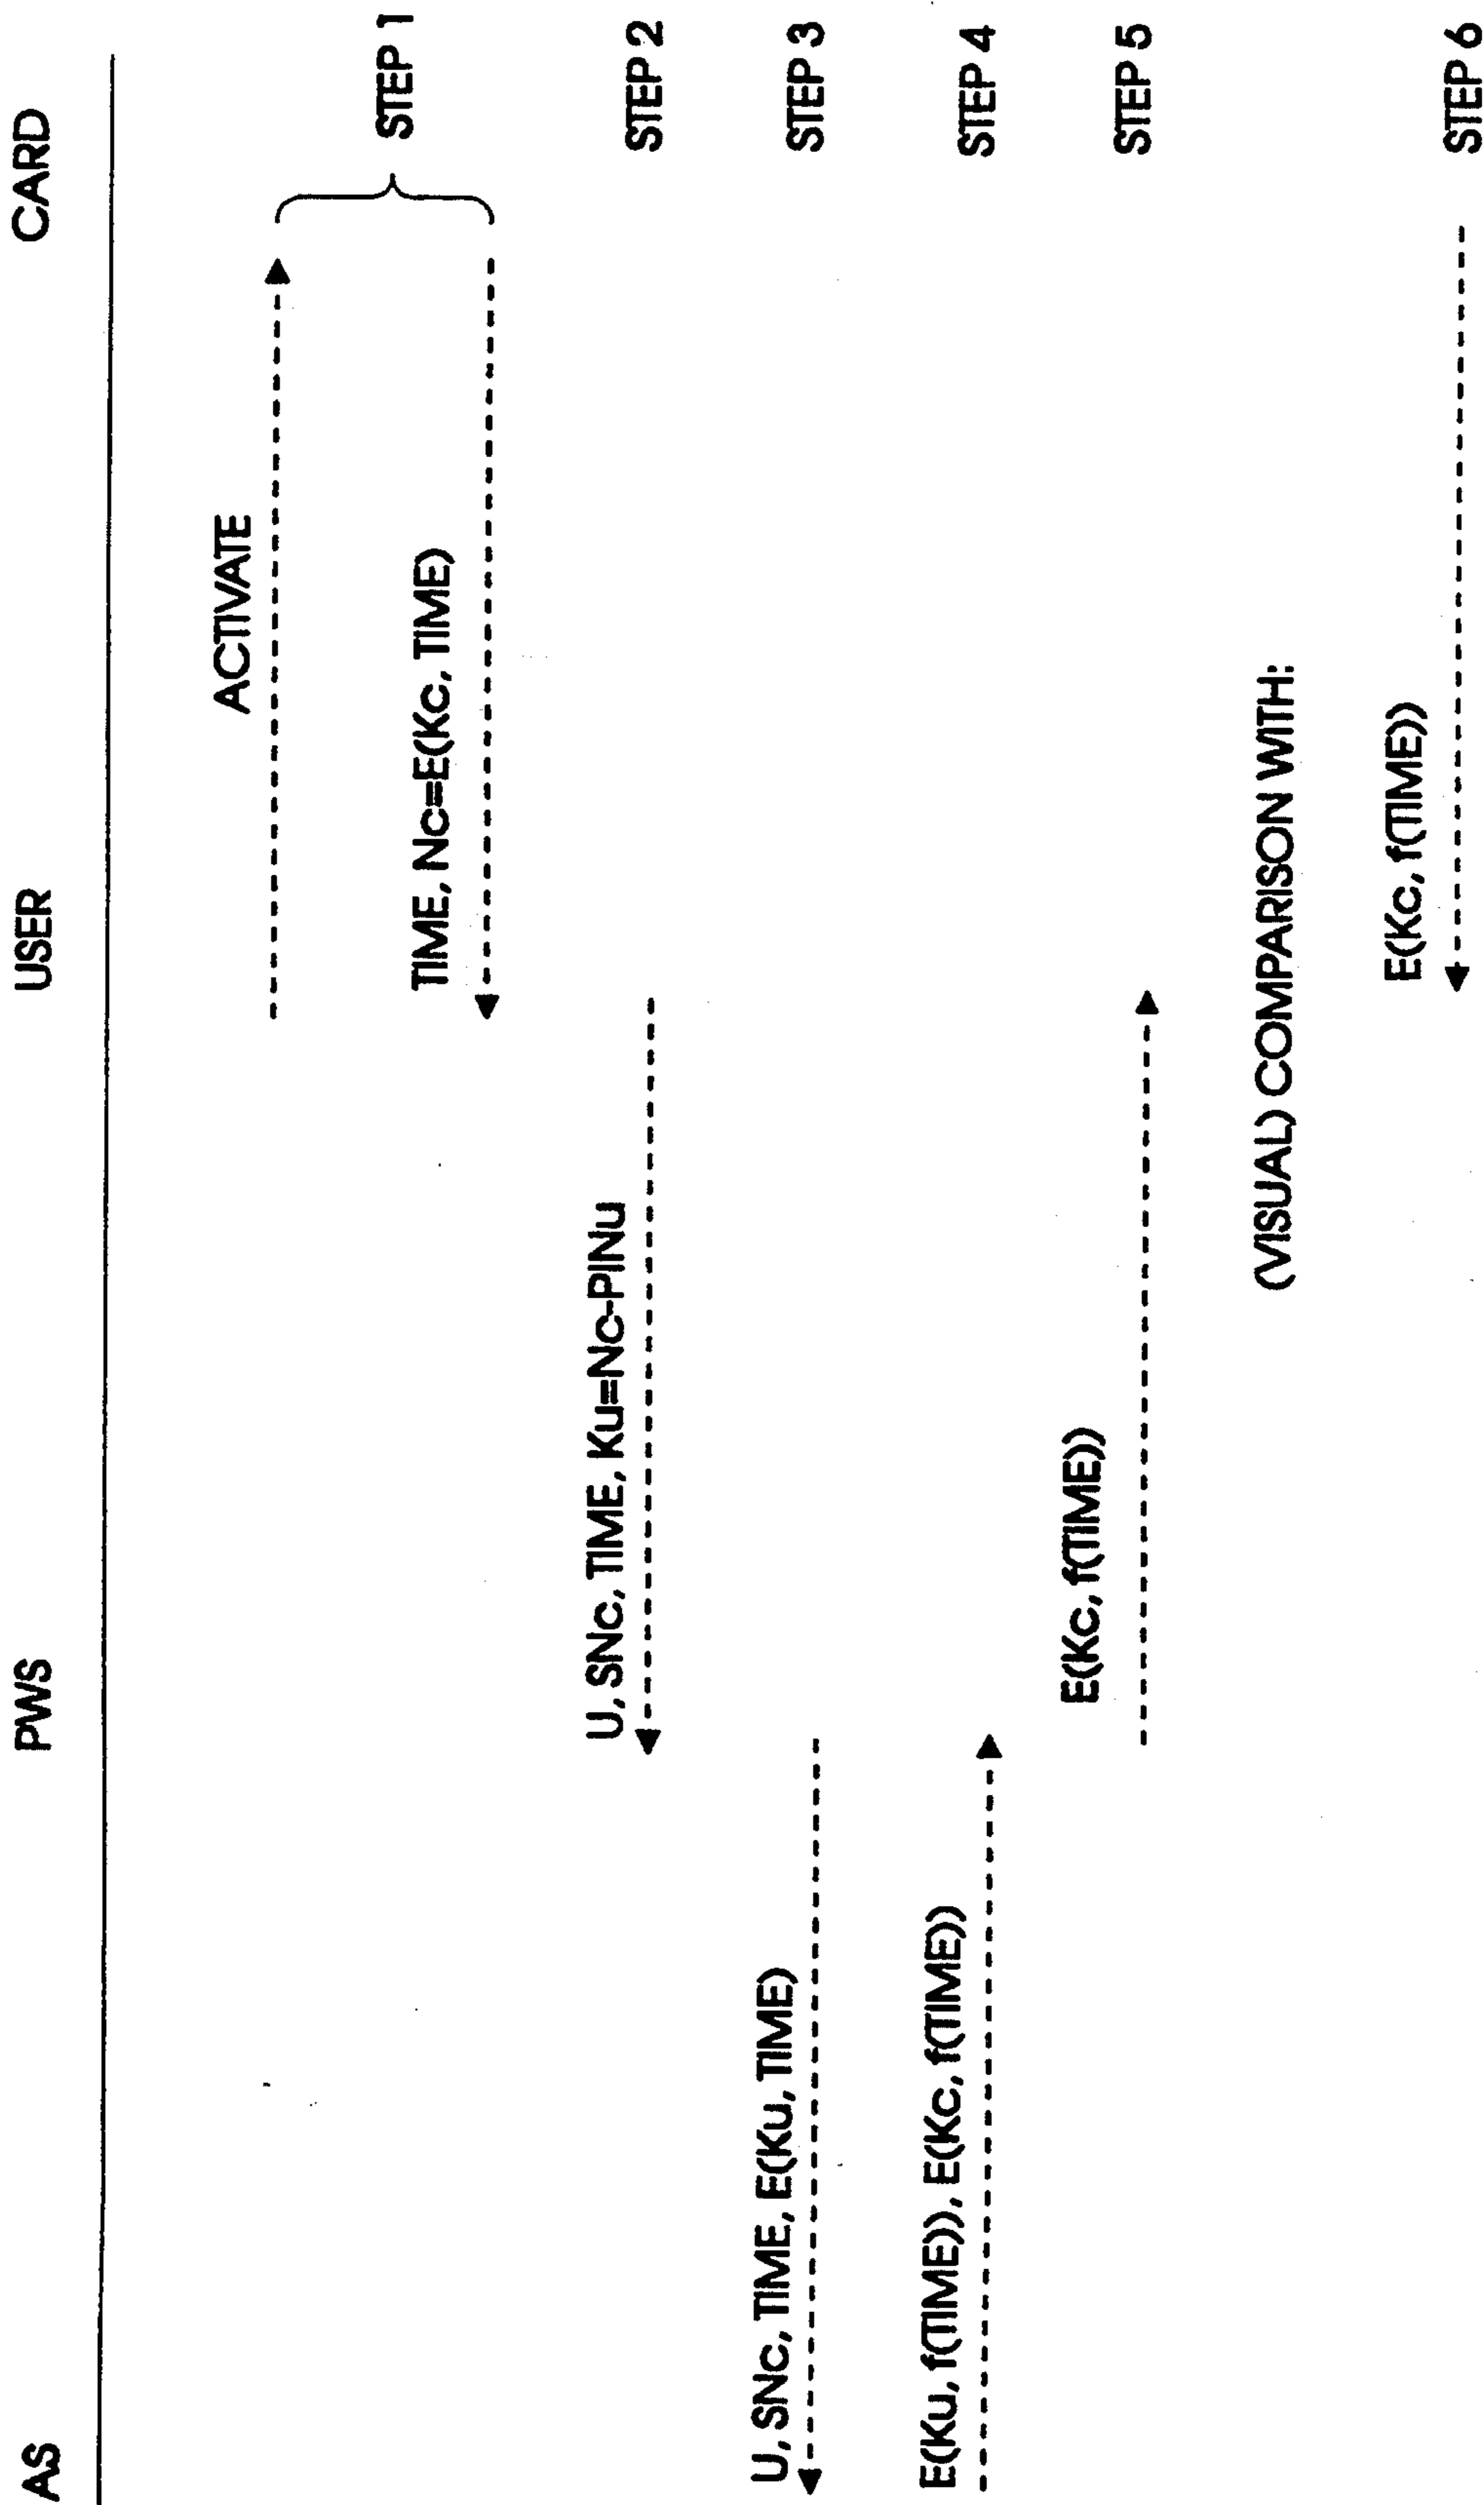 AS PWS USER CARD
ACTIVATE
STEP 1
TIME, Nc=E(Kc, TIME)
U, SNc, TIME, Ku=Nc-PINu
STEP 2
U, SNc, TIME, E(Ku, TIME)
STEP 3
E(Ku, f(TIME)), E(Kc, f(TIME))
STEP 4
E(Kc, f(TIME))
STEP 5
(VISUAL) COMPARISON WITH:
E(Kc, f(TIME))
STEP 6